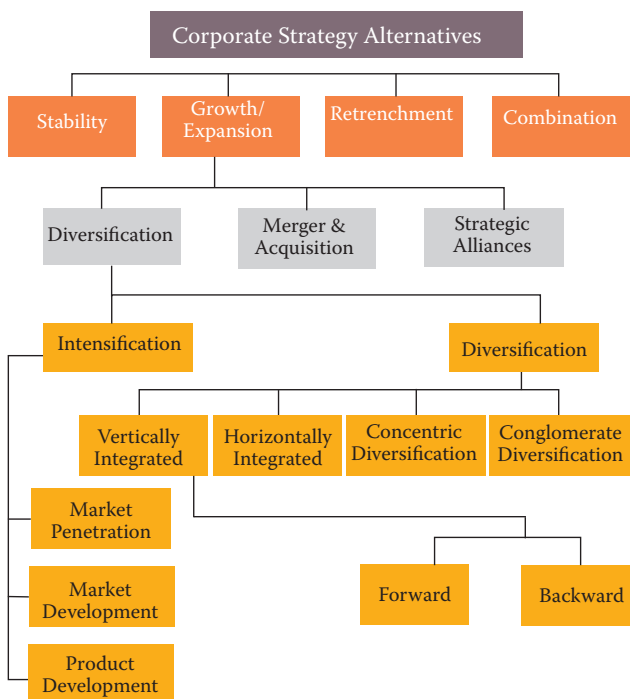 Corporate Strategy Alternatives
Stability
Growth/
Expansion
Retrenchment
Combination
Diversification
Merger &
Acquisition
Strategic
Alliances
Intensification
Diversification
Vertically
Integrated
Horizontally
Integrated
Concentric
Diversification
Conglomerate
Diversification
Market
Penetration
Market
Development
Product
Development
Forward
Backward